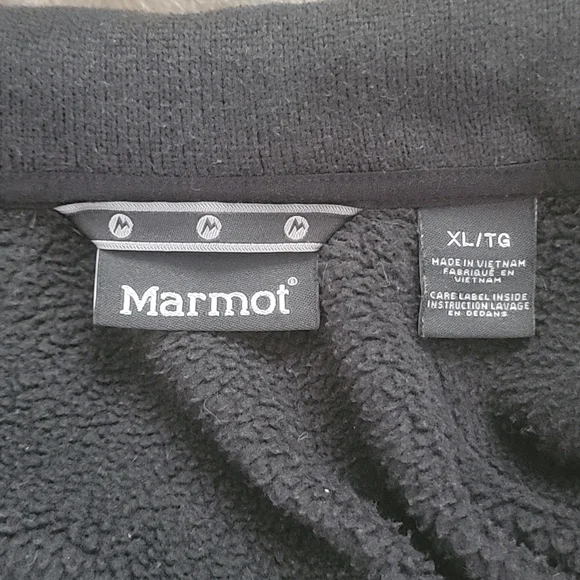 Marmot®
XL/TG
MADE IN VIETNAM
FABRIQUÉ EN
VIETNAM
CARE LABEL INSIDE
INSTRUCTION LAVAGE
EN DEDANS